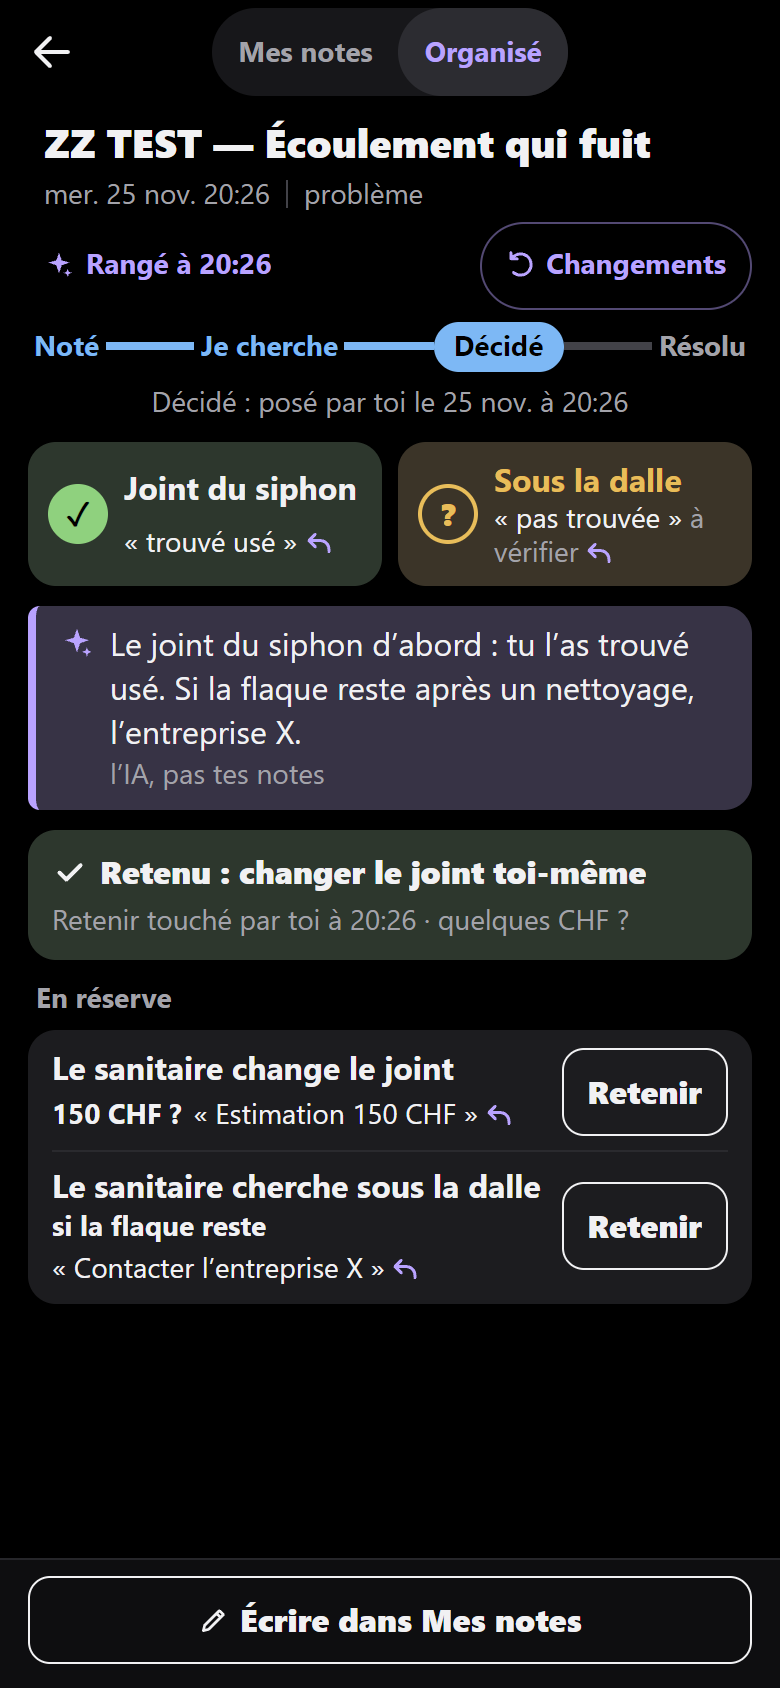 Mes notes
Organisé
ZZ TEST — Écoulement qui fuit
mer. 25 nov. 20:26 | problème
Rangé à 20:26
Changements
Noté
Je cherche
Décidé
Résolu
Décidé : posé par toi le 25 nov. à 20:26
✓
Joint du siphon
« trouvé usé »
?
Sous la dalle
« pas trouvée » à
vérifier
Le joint du siphon d’abord : tu l’as trouvé
usé. Si la flaque reste après un nettoyage,
l’entreprise X.
l’IA, pas tes notes
Retenu : changer le joint toi-même
Retenir touché par toi à 20:26 · quelques CHF ?
En réserve
Le sanitaire change le joint
150 CHF ? « Estimation 150 CHF »
Retenir
Le sanitaire cherche sous la dalle
si la flaque reste
« Contacter l’entreprise X »
Retenir
Écrire dans Mes notes